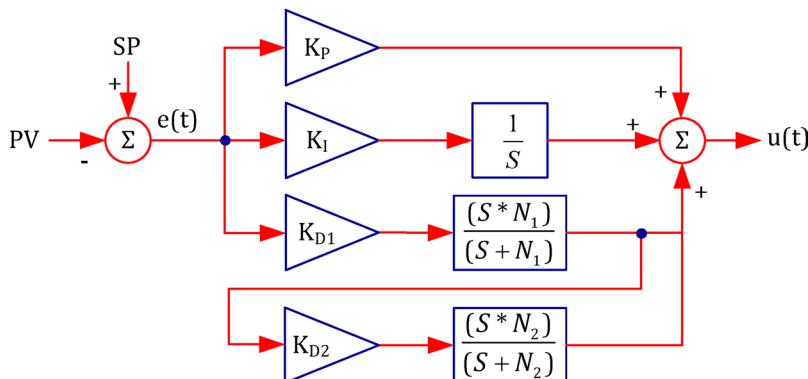 SP
+
PV
-
Σ
e(t)
K_P
K_I
1
S
K_D1
(S * N_1)
(S + N_1)
K_D2
(S * N_2)
(S + N_2)
+
+
Σ
+
u(t)